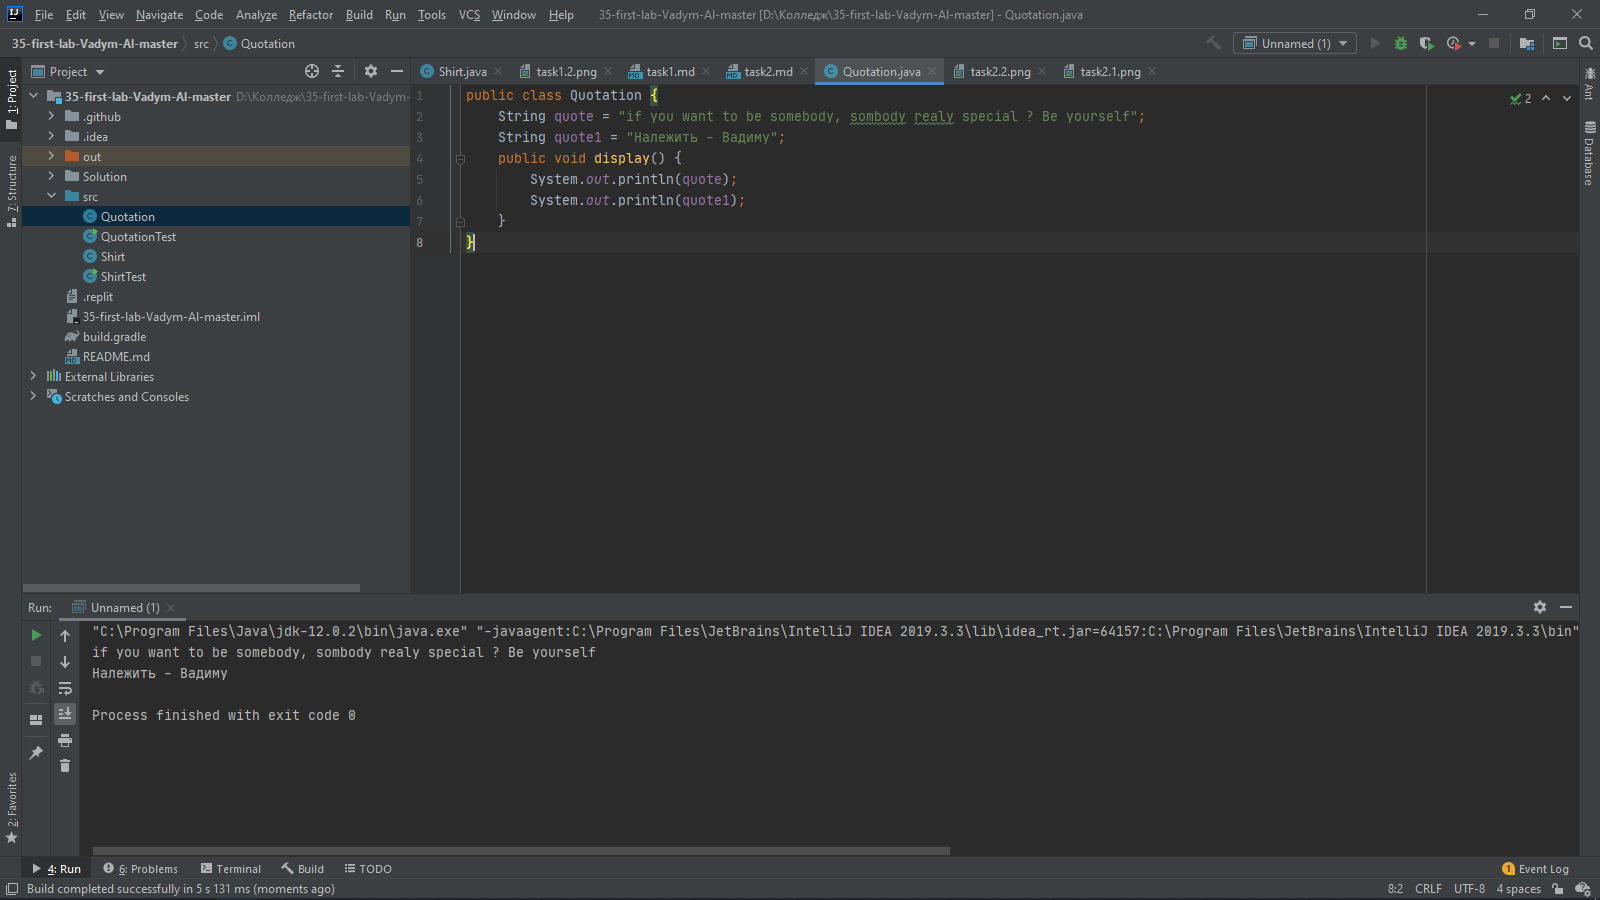 File Edit View Navigate Code Analyze Refactor Build Run Tools VCS Window Help 35-first-lab-Vadym-AI-master [D:\Колледж\35-first-lab-Vadym-AI-master] - Quotation.java
35-first-lab-Vadym-AI-master src Quotation Unnamed (1)
Project Shirt.java task1.2.png task1.md task2.md Quotation.java task2.2.png task2.1.png
1: Project
7: Structure
2: Favorites
Ant
Database
35-first-lab-Vadym-AI-master D:\Колледж\35-first-lab-Vadym-
.github
.idea
out
Solution
src
Quotation
QuotationTest
Shirt
ShirtTest
.replit
35-first-lab-Vadym-AI-master.iml
build.gradle
README.md
External Libraries
Scratches and Consoles
1 public class Quotation {
2 String quote = "if you want to be somebody, sombody realy special ? Be yourself";
3 String quote1 = "Належить - Вадиму";
4 public void display() {
5 System.out.println(quote);
6 System.out.println(quote1);
7 }
8 }
2
Run: Unnamed (1)
"C:\Program Files\Java\jdk-12.0.2\bin\java.exe" "-javaagent:C:\Program Files\JetBrains\IntelliJ IDEA 2019.3.3\lib\idea_rt.jar=64157:C:\Program Files\JetBrains\IntelliJ IDEA 2019.3.3\bin"
if you want to be somebody, sombody realy special ? Be yourself
Належить - Вадиму
Process finished with exit code 0
4: Run 6: Problems Terminal Build TODO 1 Event Log
Build completed successfully in 5 s 131 ms (moments ago) 8:2 CRLF UTF-8 4 spaces